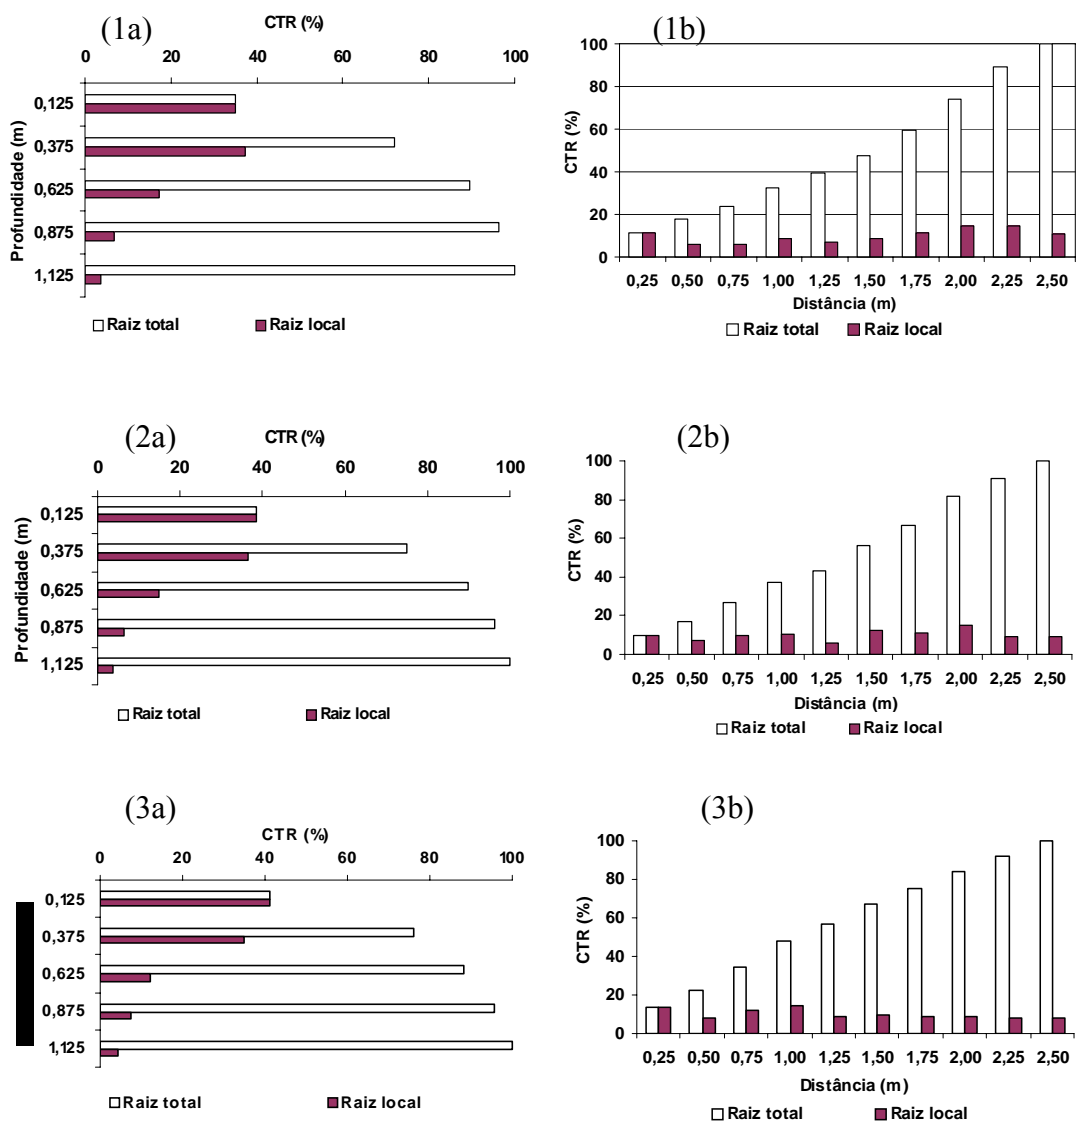 (1a)
CTR (%)
0 20 40 60 80 100
Profundidade (m)
0,125
0,375
0,625
0,875
1,125
Raiz total Raiz local
(1b)
CTR (%)
100
80
60
40
20
0
0,25 0,50 0,75 1,00 1,25 1,50 1,75 2,00 2,25 2,50
Distância (m)
Raiz total Raiz local
(2a)
CTR (%)
0 20 40 60 80 100
Profundidade (m)
0,125
0,375
0,625
0,875
1,125
Raiz total Raiz local
(2b)
CTR (%)
100
80
60
40
20
0
0,25 0,50 0,75 1,00 1,25 1,50 1,75 2,00 2,25 2,50
Distância (m)
Raiz total Raiz local
(3a)
CTR (%)
0 20 40 60 80 100
0,125
0,375
0,625
0,875
1,125
Raiz total Raiz local
(3b)
CTR (%)
100
80
60
40
20
0
0,25 0,50 0,75 1,00 1,25 1,50 1,75 2,00 2,25 2,50
Distância (m)
Raiz total Raiz local